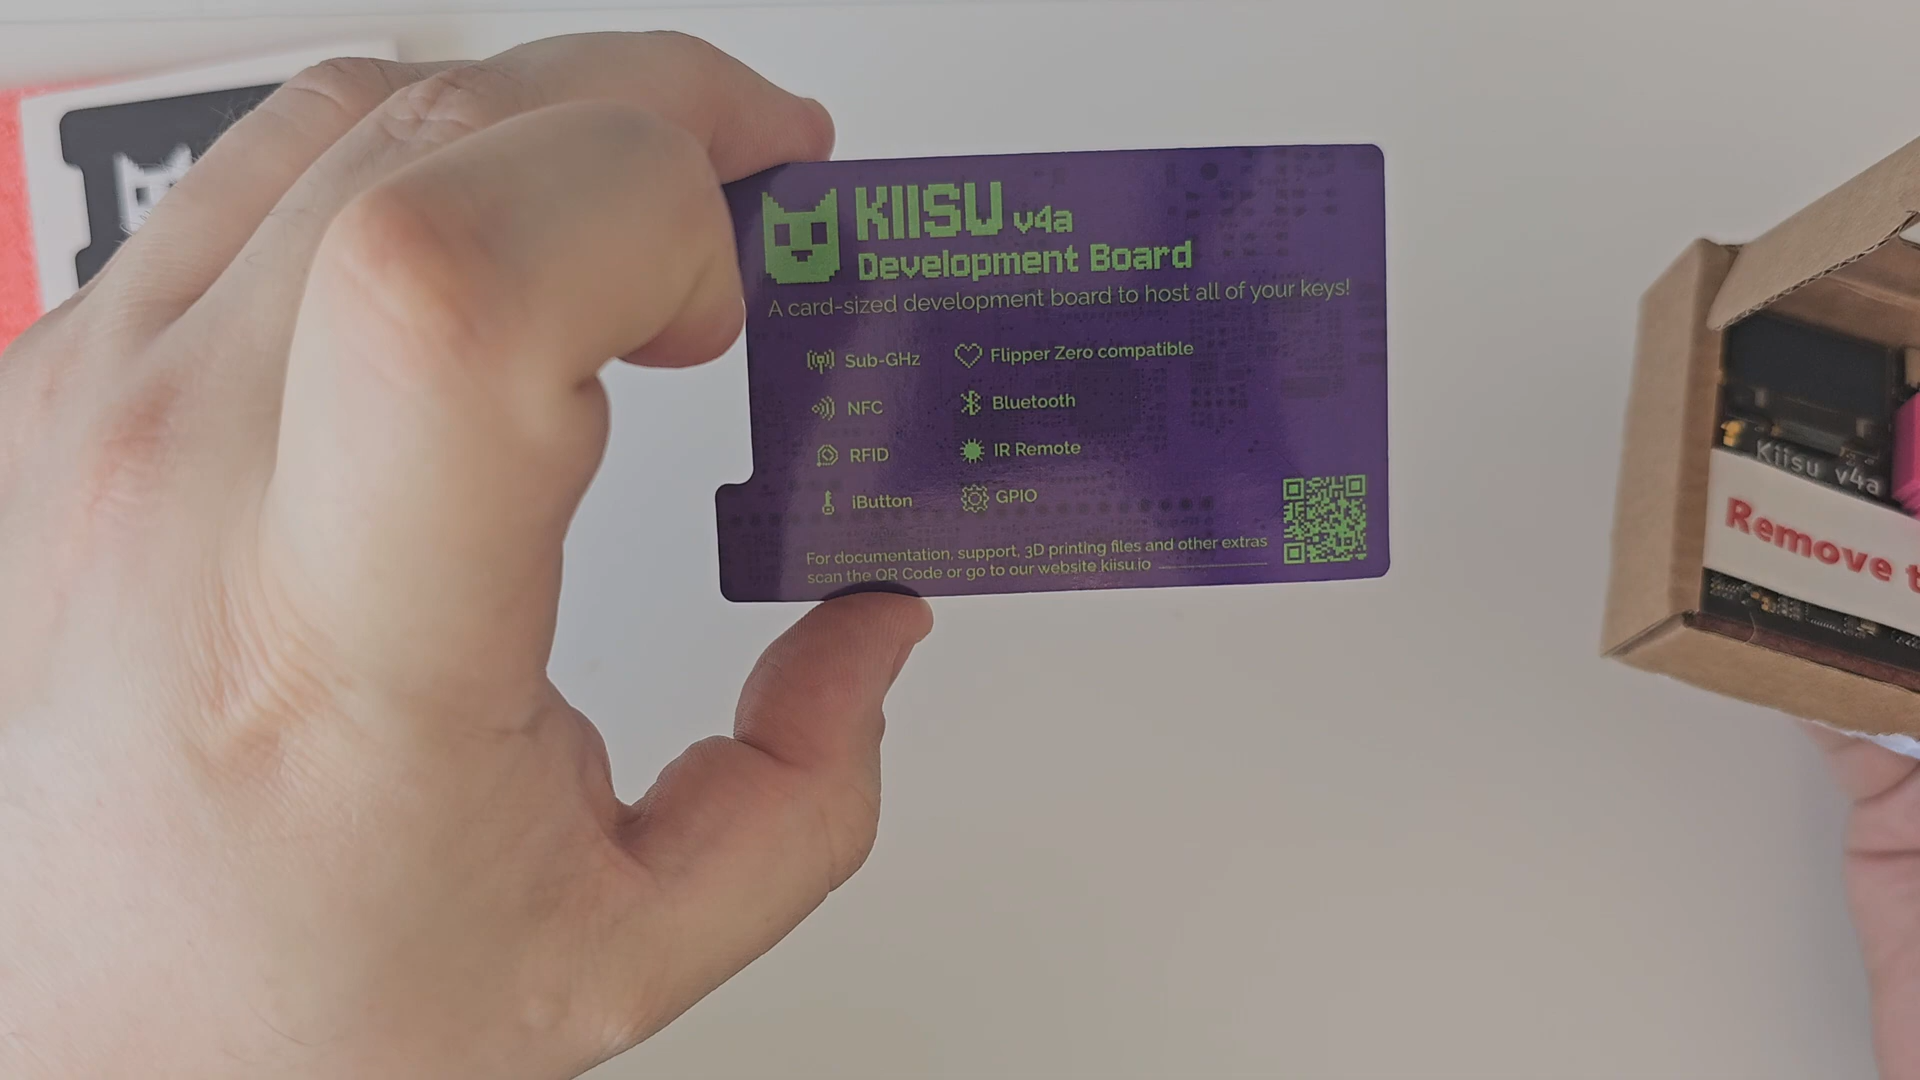 KIISU v4a
Development Board
A card-sized development board to host all of your keys!
Sub-GHz
Flipper Zero compatible
NFC
Bluetooth
RFID
IR Remote
iButton
GPIO
For documentation, support, 3D printing files and other extras
scan the QR Code or go to our website kiisu.io
Kiisu v4a
Remove t